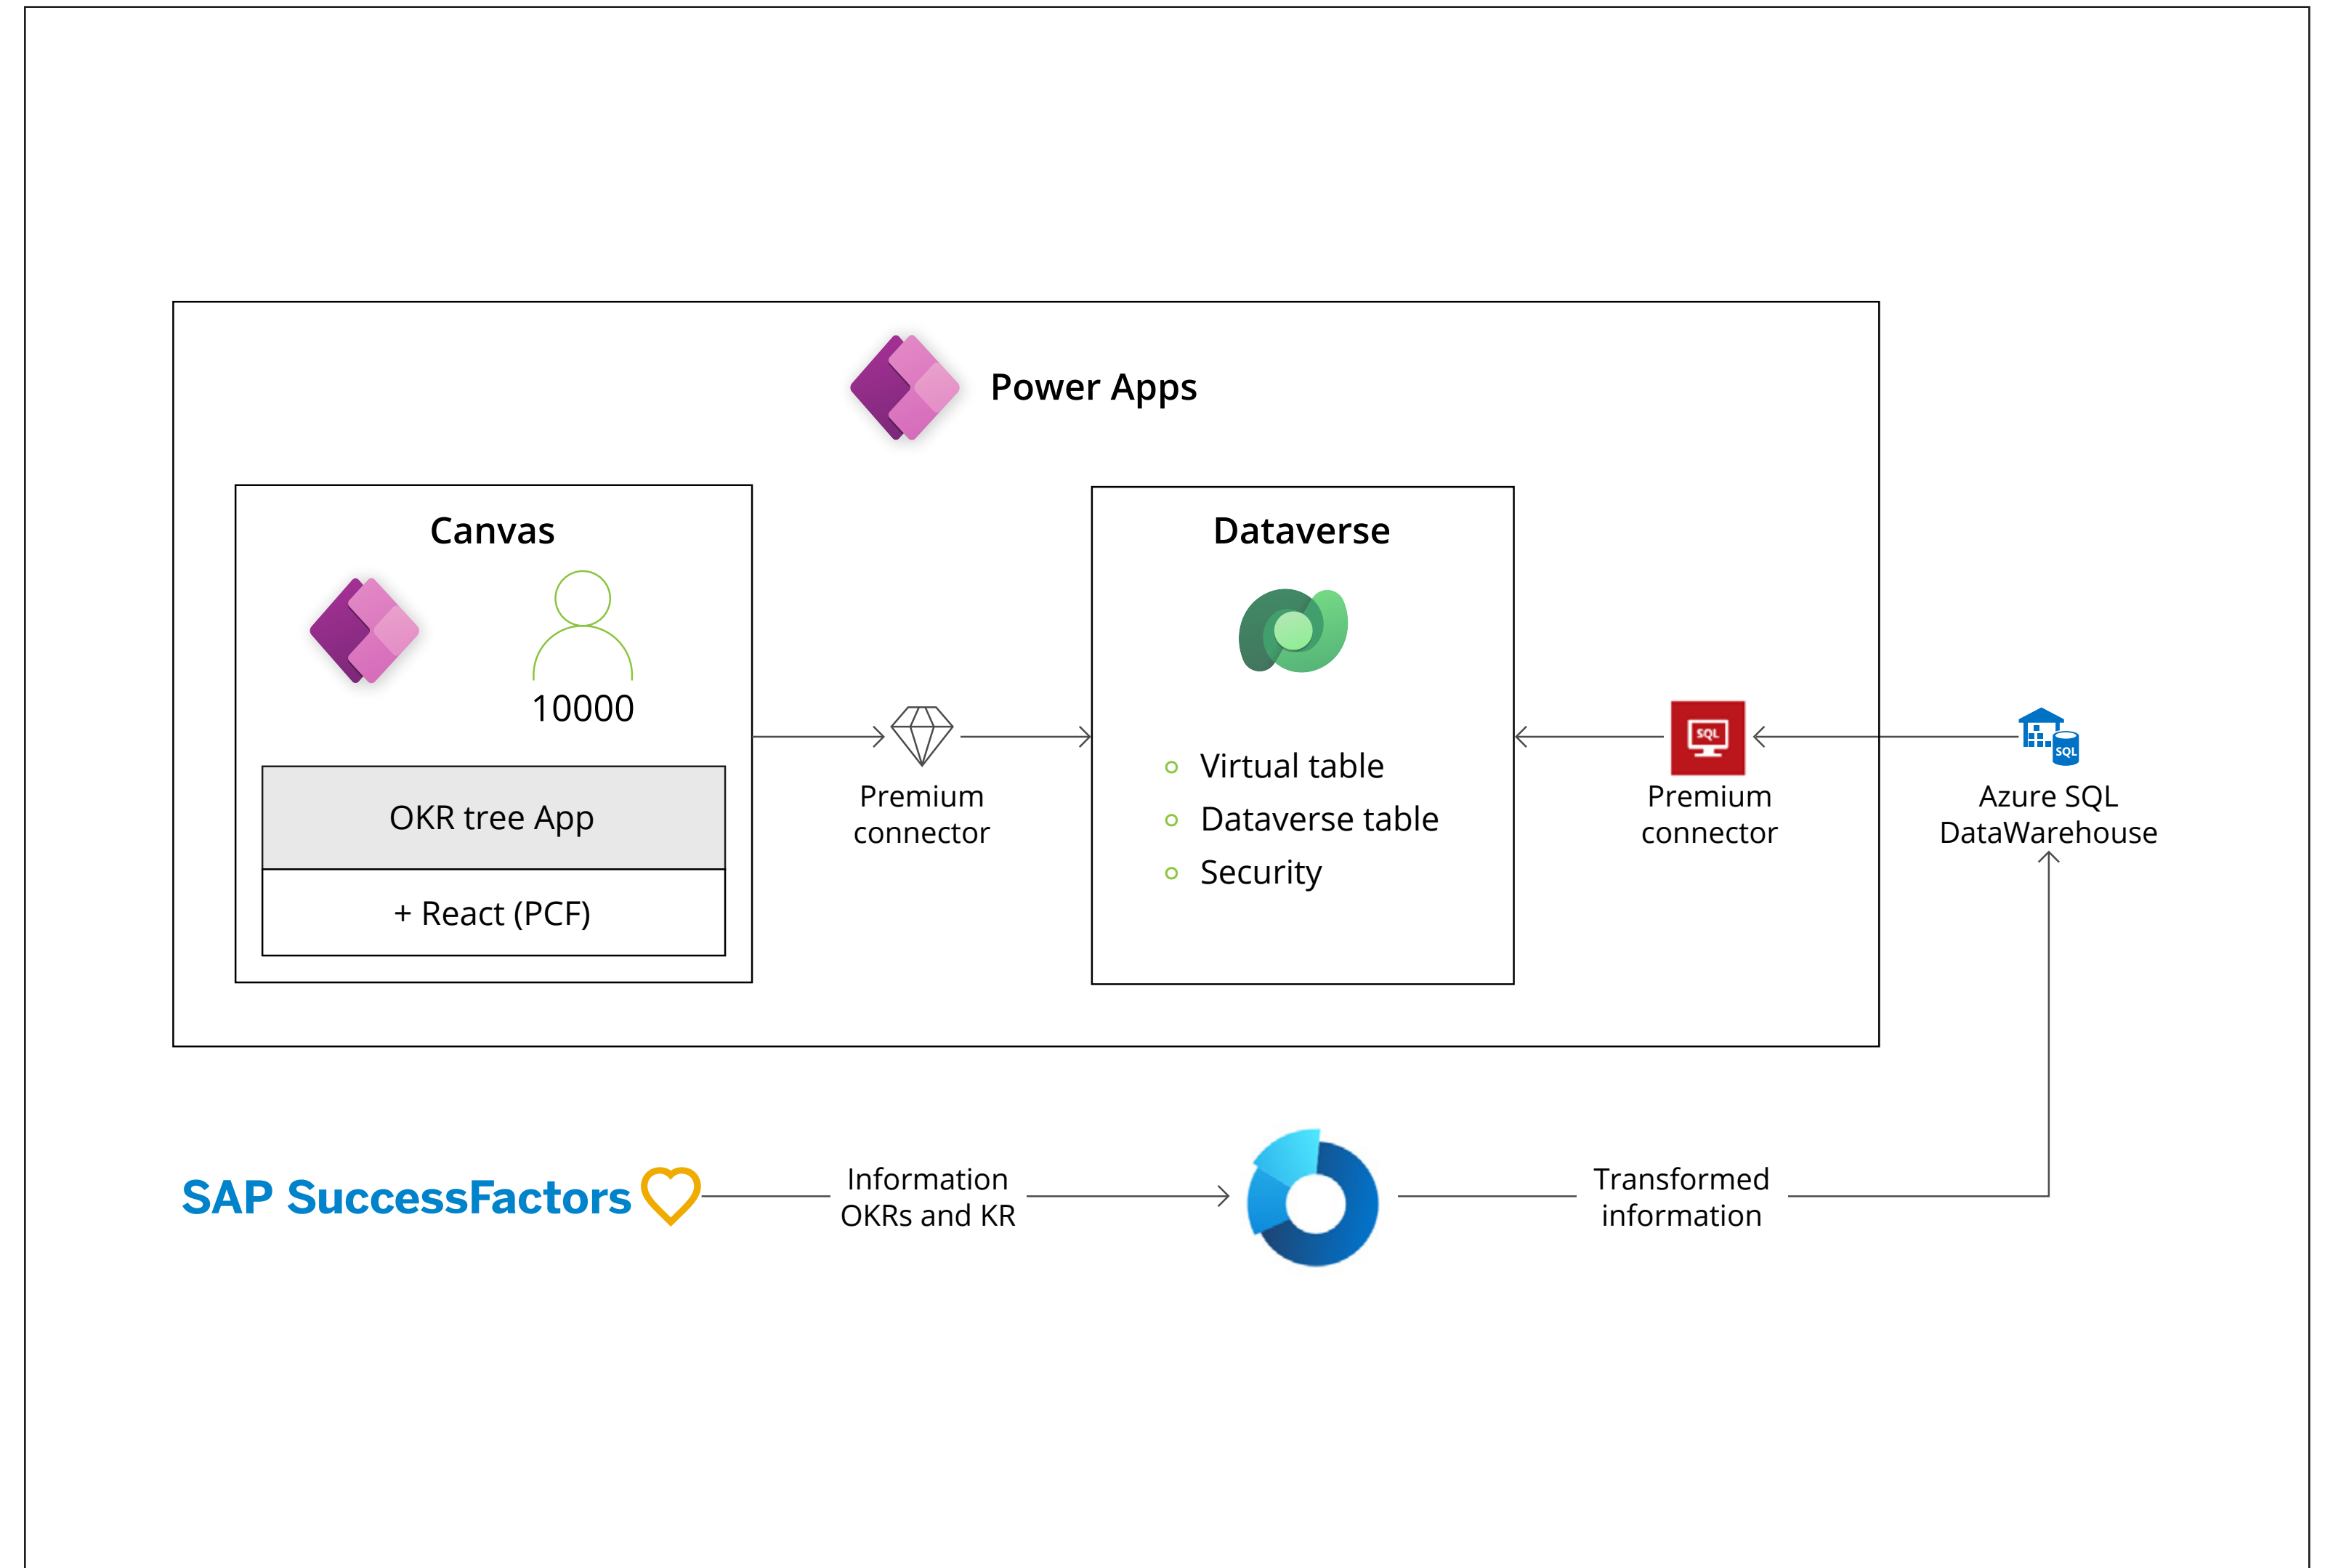 Power Apps
Canvas
10000
OKR tree App
+ React (PCF)
Premium
connector
Dataverse
Virtual table
Dataverse table
Security
SQL
Premium
connector
SQL
Azure SQL
DataWarehouse
SAP SuccessFactors
Information
OKRs and KR
Transformed
information